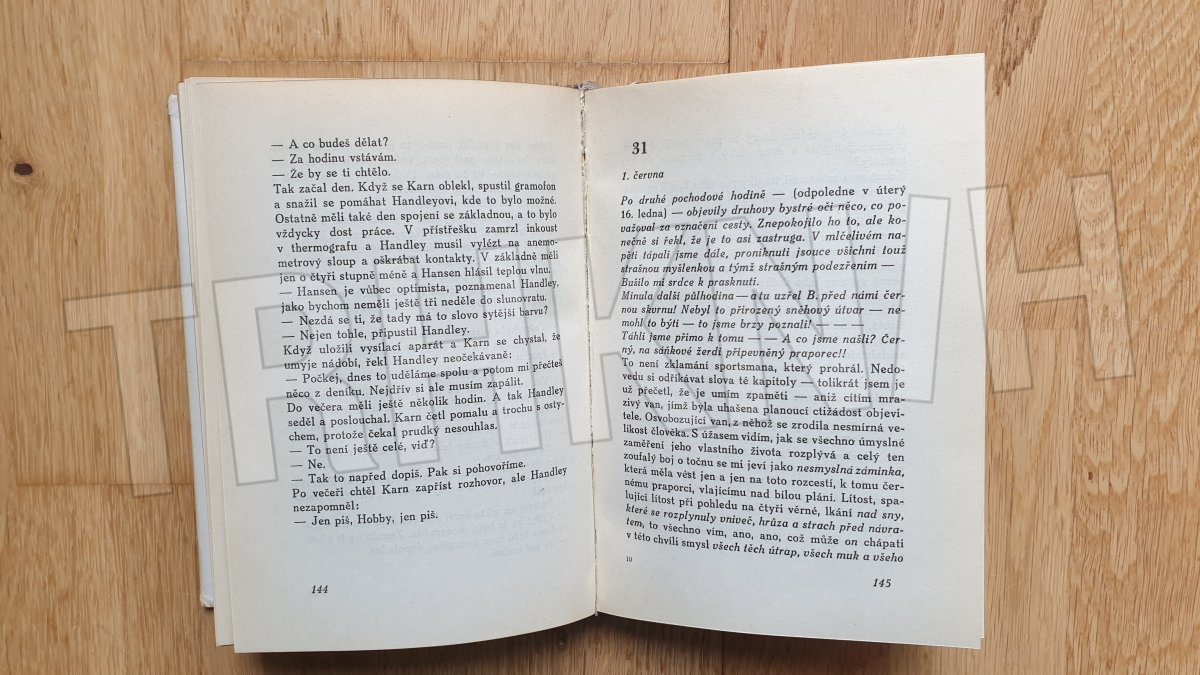 — A co budeš dělat?
— Za hodinu vstávám.
— Že by se ti chtělo.
Tak začal den. Když se Karn oblekl, spustil gramofon
a snažil se pomáhat Handleyovi, kde to bylo možné.
Ostatně měli také den spojení se základnou, a to bylo
vždycky dost práce. V přístřešku zamrzl inkoust
v thermografu a Handley musil vylézt na anemo-
metrový sloup a oškrábat kontakty. V základně měli
jen o čtyři stupně méně a Hansen hlásil teplou vlnu.
— Hansen je vůbec optimista, poznamenal Handley,
jako bychom neměli ještě tři neděle do slunovratu.
— Nezdá se ti, že tady má to slovo sytější barvu?
— Nejen tohle, připustil Handley.
Když uložili vysílací aparát a Karn se chystal, že
umyje nádobí, řekl Handley neočekávaně:
— Počkej, dnes to uděláme spolu a potom mi přečteš
něco z deníku. Nejdřív si ale musím zapálit.
Do večera měli ještě několik hodin. A tak Handley
seděl a poslouchal. Karn četl pomalu a trochu s osty-
chem, protože čekal prudký nesouhlas.
— To není ještě celé, viď?
— Ne.
— Tak to napřed dopiš. Pak si pohovoříme.
Po večeři chtěl Karn zapříst rozhovor, ale Handley
nezapomněl:
— Jen piš, Hobby, jen piš.
144
31
1. června
Po druhé pochodové hodině — (odpoledne v úterý
16. ledna) — objevily druhovy bystré oči něco, co po-
važoval za označení cesty. Znepokojilo ho to, ale ko-
nečně si řekl, že je to asi zastruga. V mlčelivém na-
pětí tápali jsme dále, proniknuti jsouce všichni touž
strašnou myšlenkou a týmž strašným podezřením —
Bušilo mi srdce k prasknutí.
Minula další půlhodina — a tu uzřel B. před námi čer-
nou skvrnu! Nebyl to přirozený sněhový útvar — ne-
mohl to býti — to jsme brzy poznali! — — —
Táhli jsme přímo k tomu — — — A co jsme našli? Čer-
ný, na sáňkové žerdi připevněný praporec!!
To není zklamání sportsmana, který prohrál. Nedo-
vedu si odříkávat slova té kapitoly — tolikrát jsem je
už přečetl, že je umím zpaměti — aniž cítím mra-
zivý van, jímž byla uhašena planoucí ctižádost objevi-
tele. Osvobozující van, z něhož se zrodila nesmírná ve-
likost člověka. S úžasem vidím, jak se všechno úmyslné
zaměření jeho vlastního života rozplývá a celý ten
zoufalý boj o točnu se mi jeví jako nesmyslná záminka,
která měla vést jen a jen na toto rozcestí, k tomu čer-
nému praporci, vlajícímu nad bílou plání. Lítost, spa-
lující lítost při pohledu na čtyři věrné, lkání nad sny,
které se rozplynuly vniveč, hrůza a strach před návra-
tem, to všechno vím, ano, ano, což může on chápati
v této chvíli smysl všech těch útrap, všech muk a všeho
10
145
TRHKNIH